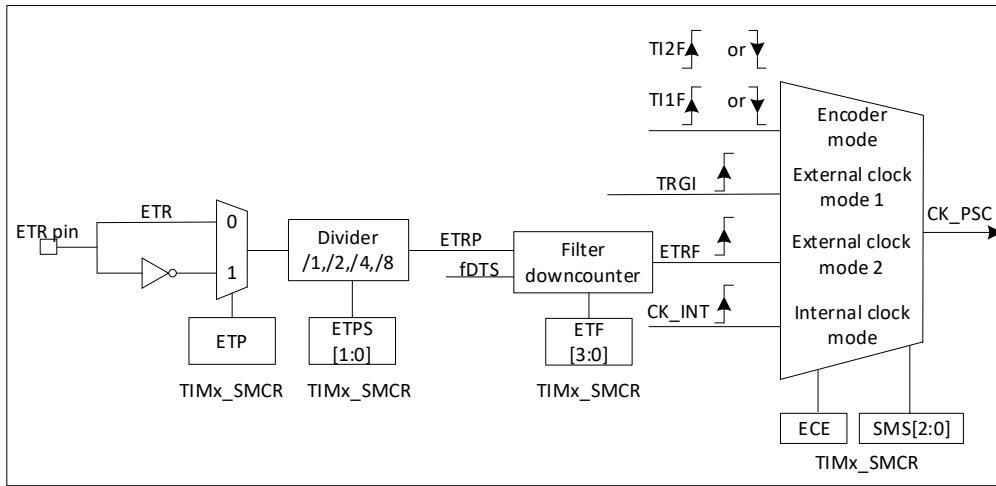 TI2F or
TI1F or
Encoder
mode
TRGI
External clock
mode 1
CK_PSC
ETR pin
ETR
0
1
Divider
/1,/2,/4,/8
ETRP
fDTS
Filter
downcounter
ETRF
External clock
mode 2
CK_INT
Internal clock
mode
ETP
TIMx_SMCR
ETPS
[1:0]
TIMx_SMCR
ETF
[3:0]
TIMx_SMCR
ECE
SMS[2:0]
TIMx_SMCR